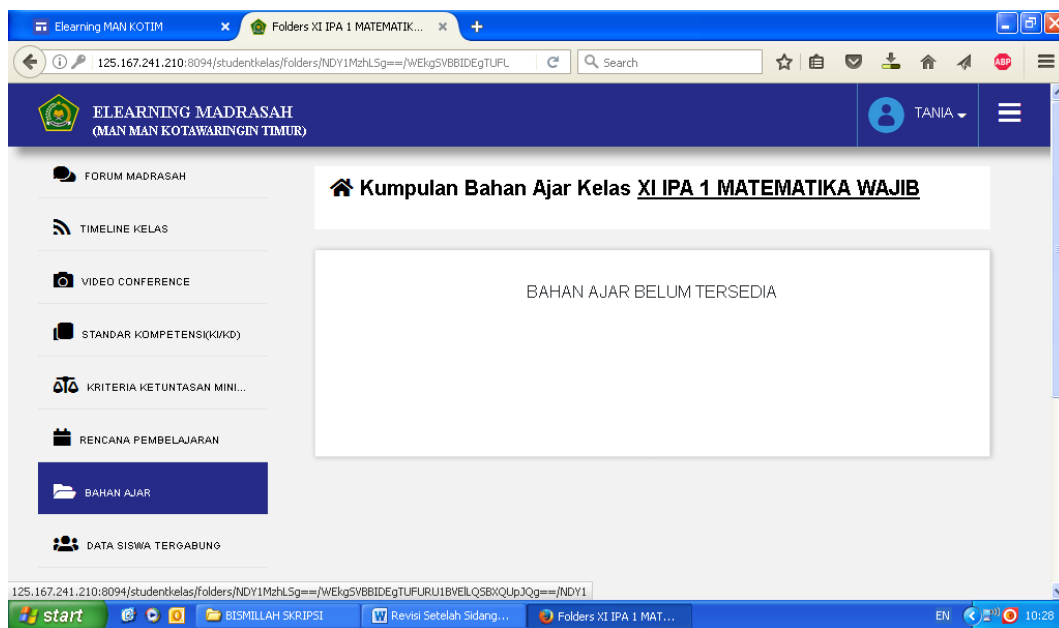 Elearning MAN KOTIM
Folders XI IPA 1 MATEMATIK...
125.167.241.210:8094/studentkelas/folders/NDY1MzhLSg==/WEkgSVBBIDEgTUFL
Search
ABP
ELEARNING MADRASAH
(MAN MAN KOTAWARINGIN TIMUR)
TANIA
FORUM MADRASAH
TIMELINE KELAS
VIDEO CONFERENCE
STANDAR KOMPETENSI(KI/KD)
KRITERIA KETUNTASAN MINI...
RENCANA PEMBELAJARAN
BAHAN AJAR
DATA SISWA TERGABUNG
Kumpulan Bahan Ajar Kelas XI IPA 1 MATEMATIKA WAJIB
BAHAN AJAR BELUM TERSEDIA
125.167.241.210:8094/studentkelas/folders/NDY1MzhLSg==/WEkgSVBBIDEgTUFURU1BVElLQSBXQUpJQg==/NDY1
start
BISMILLAH SKRIPSI
Revisi Setelah Sidang...
Folders XI IPA 1 MAT...
EN
10:28